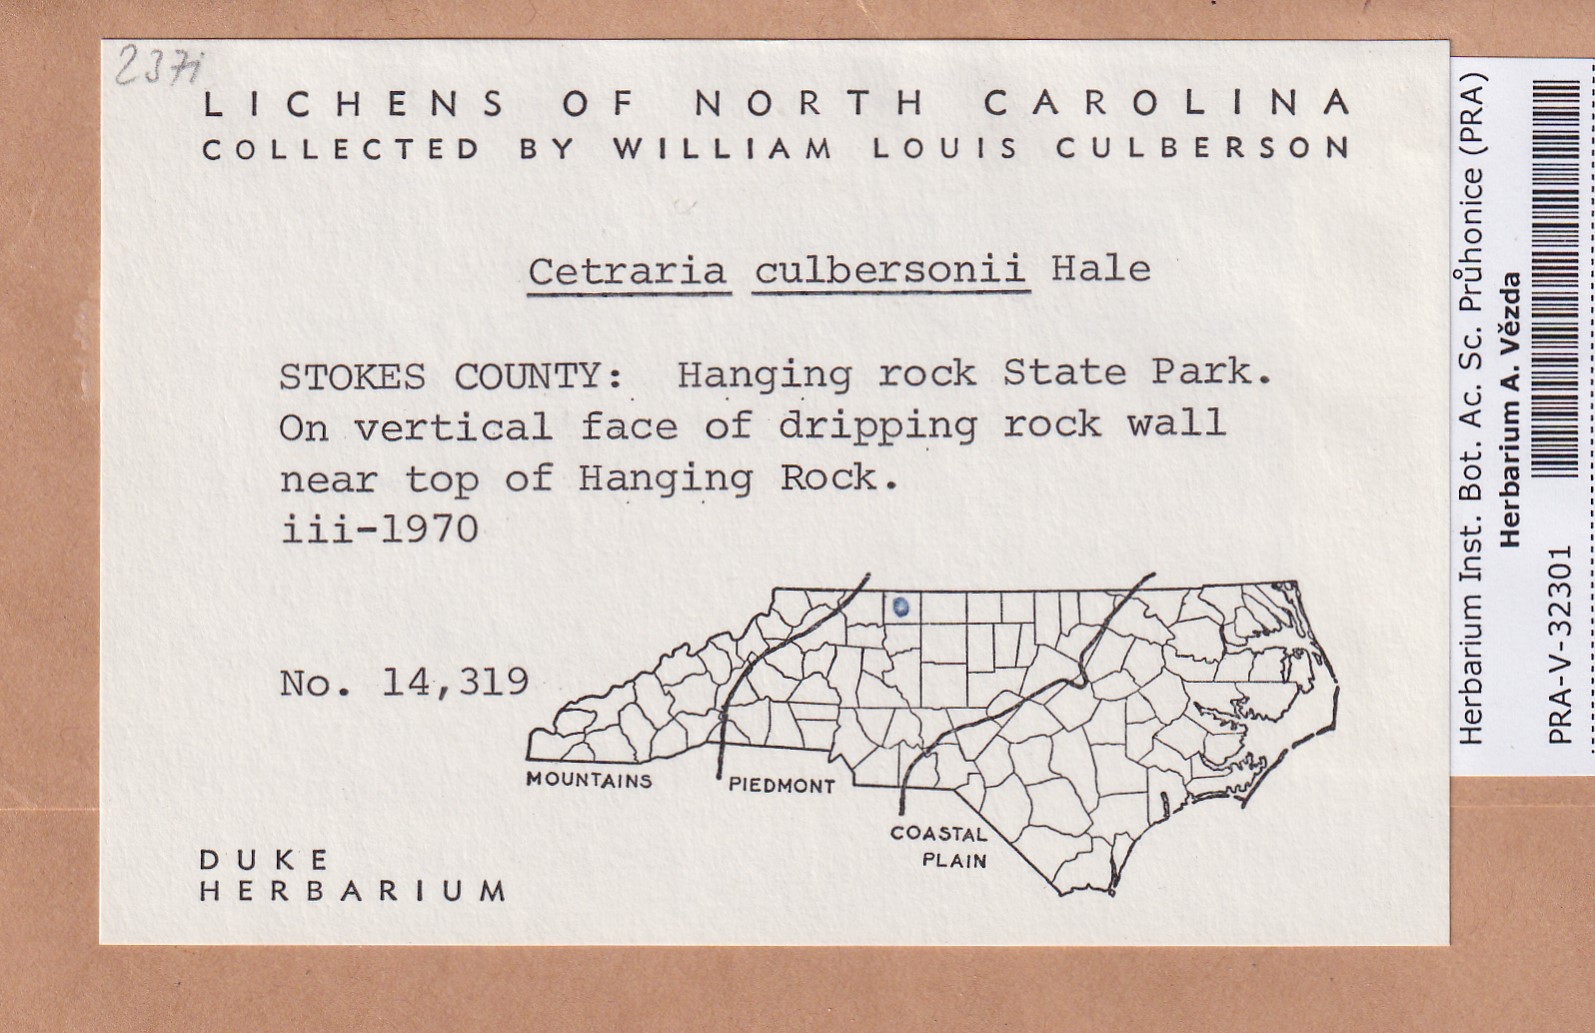 237i
LICHENS OF NORTH CAROLINA
COLLECTED BY WILLIAM LOUIS CULBERSON
Cetraria culbersonii Hale
STOKES COUNTY: Hanging rock State Park.
On vertical face of dripping rock wall
near top of Hanging Rock.
iii-1970
No. 14,319
MOUNTAINS
PIEDMONT
COASTAL
PLAIN
DUKE
HERBARIUM
Herbarium Inst. Bot. Ac. Sc. Průhonice (PRA)
Herbarium A. Vězda
PRA-V-32301